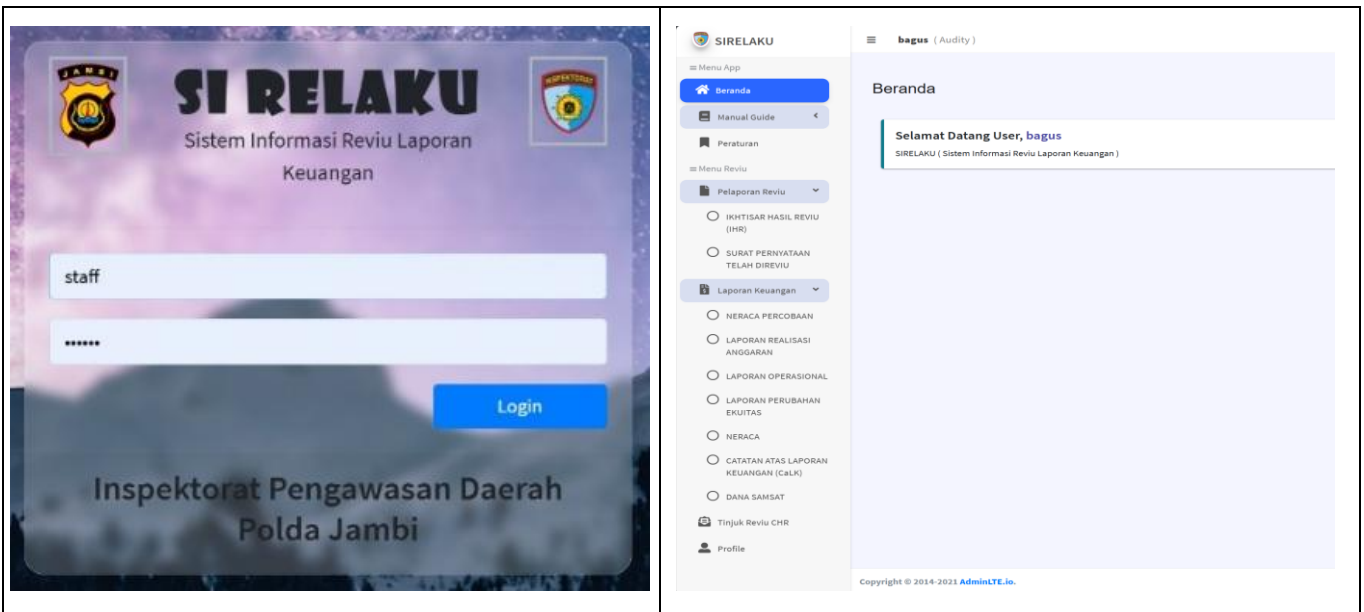 JAMBI
INSPEKTORAT
SI RELAKU
Sistem Informasi Reviu Laporan
Keuangan
staff
••••••
Login
Inspektorat Pengawasan Daerah
Polda Jambi
SIRELAKU
Menu App
Beranda
Manual Guide
Peraturan
Menu Reviu
Pelaporan Reviu
IKHTISAR HASIL REVIU
(IHR)
SURAT PERNYATAAN
TELAH DIREVIU
Laporan Keuangan
NERACA PERCOBAAN
LAPORAN REALISASI
ANGGARAN
LAPORAN OPERASIONAL
LAPORAN PERUBAHAN
EKUITAS
NERACA
CATATAN ATAS LAPORAN
KEUANGAN (CaLK)
DANA SAMSAT
Tinjuk Reviu CHR
Profile
bagus ( Audity )
Beranda
Selamat Datang User, bagus
SIRELAKU ( Sistem Informasi Reviu Laporan Keuangan )
Copyright © 2014-2021 AdminLTE.io.